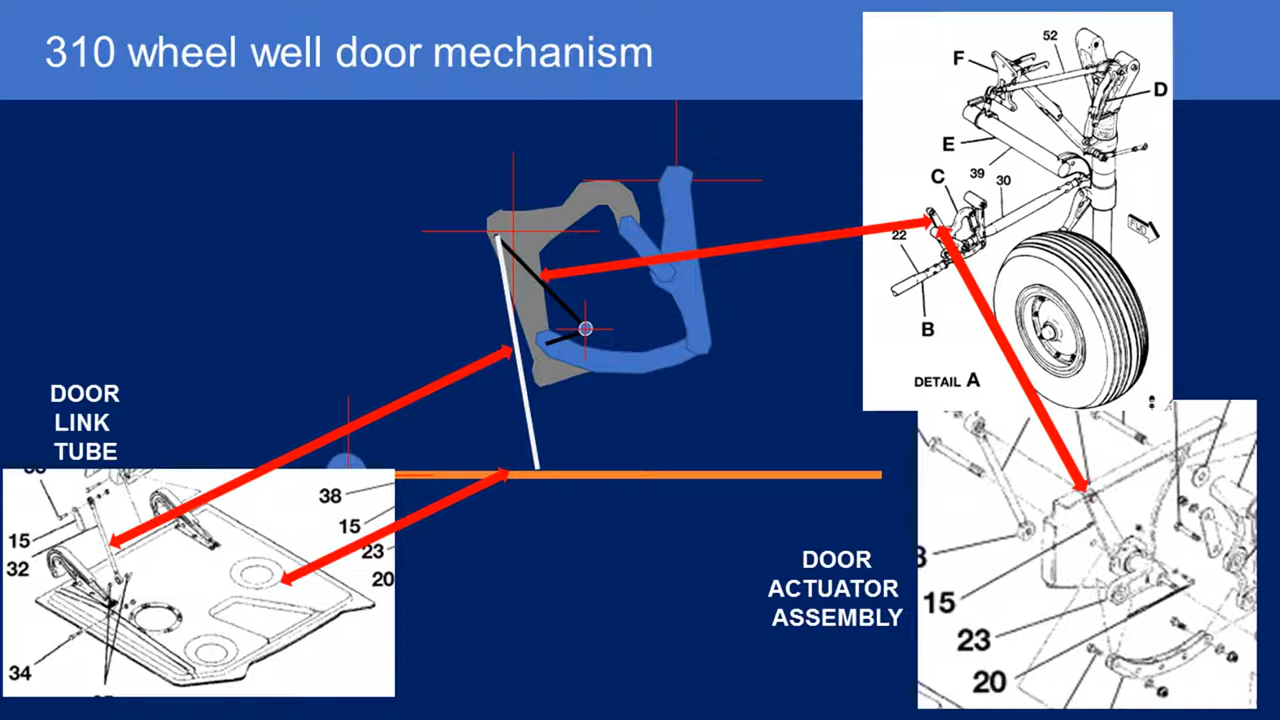 310 wheel well door mechanism
52
F
D
E
39
C
30
FWD
22
B
DETAIL A
DOOR
LINK
TUBE
38
15
15
23
32
20
34
DOOR
ACTUATOR
ASSEMBLY
15
23
20